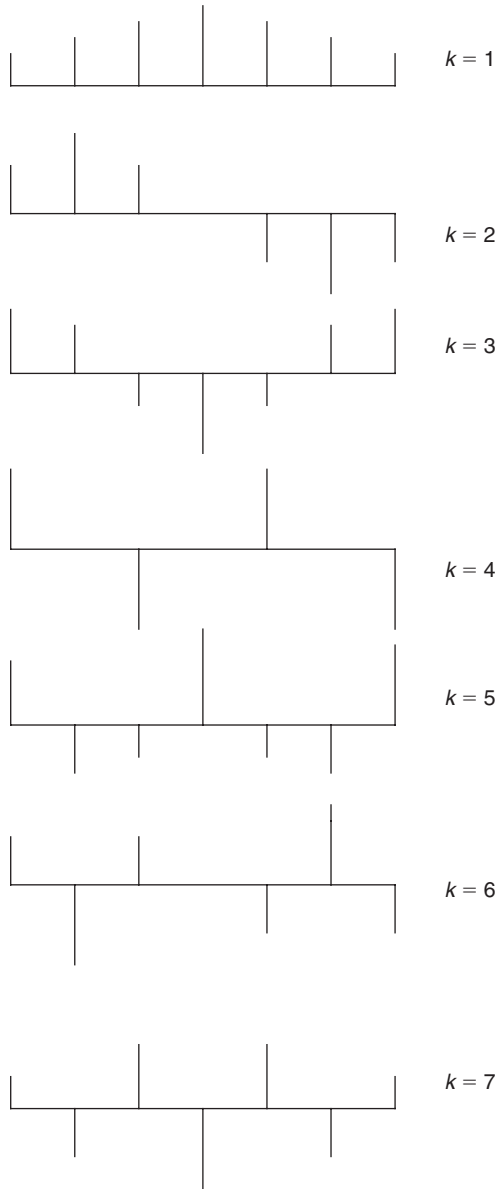 k = 1
k = 2
k = 3
k = 4
k = 5
k = 6
k = 7